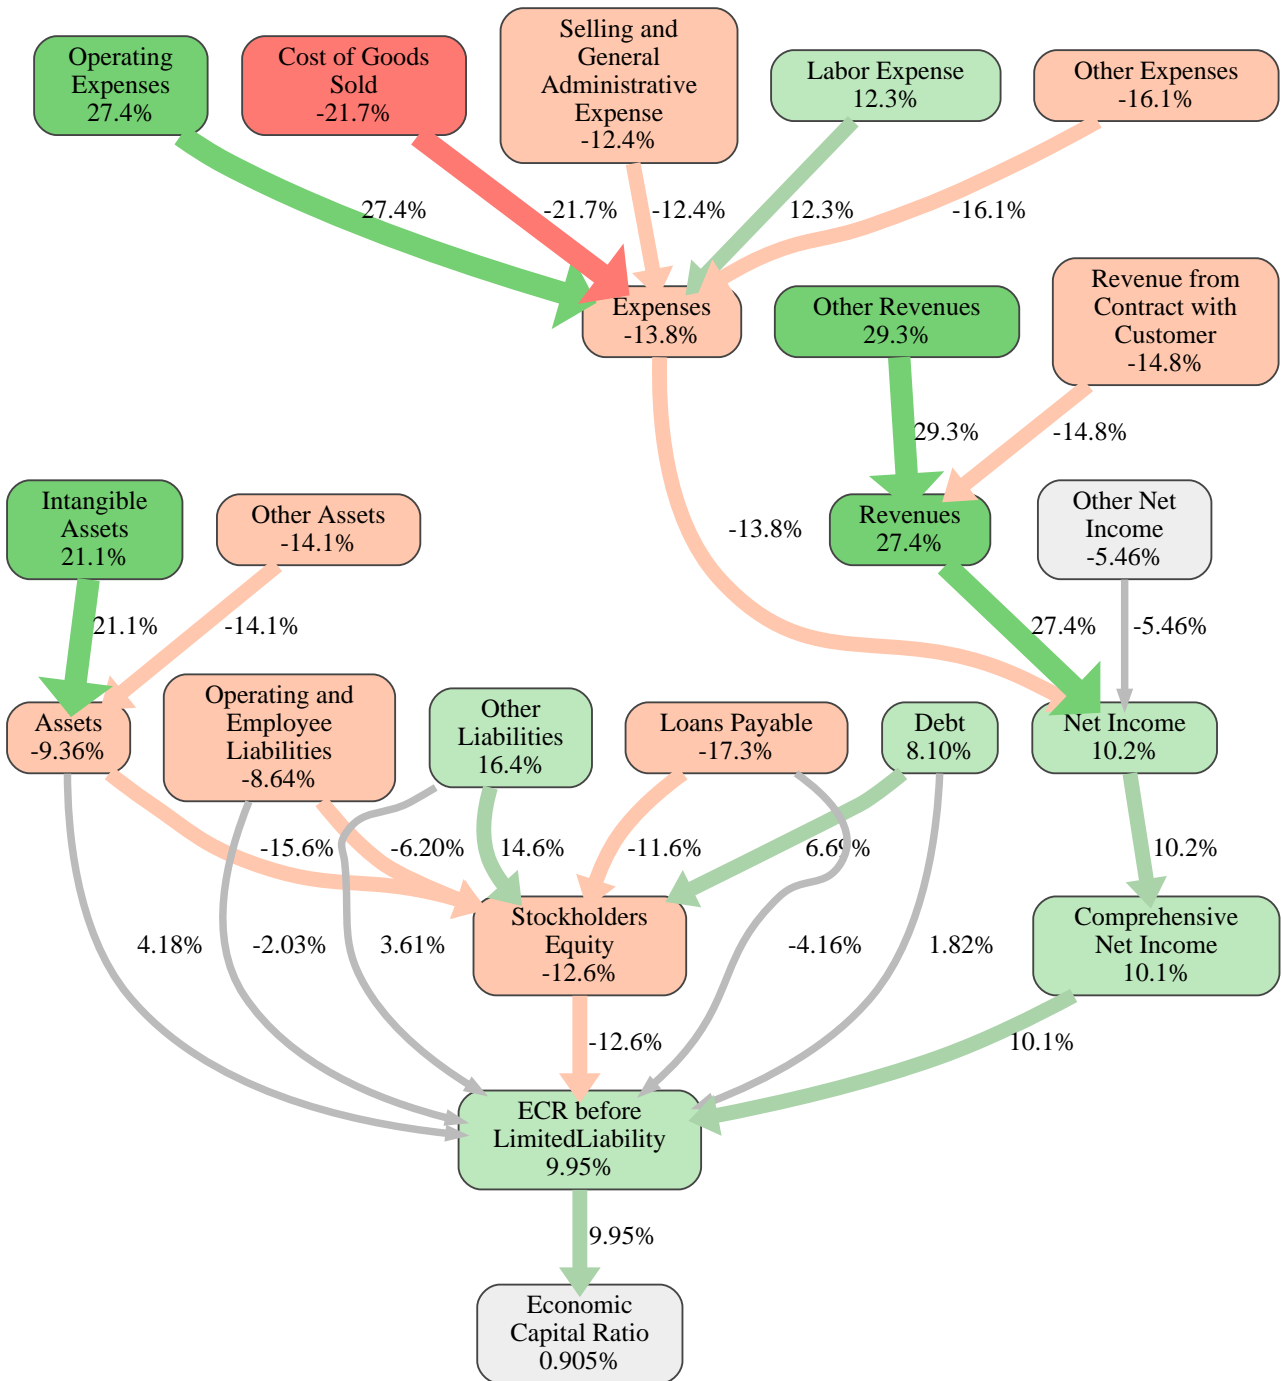 Operating
Expenses
27.4%
Cost of Goods
Sold
-21.7%
Selling and
General
Administrative
Expense
-12.4%
Labor Expense
12.3%
Other Expenses
-16.1%
27.4%
-21.7%
-12.4%
12.3%
-16.1%
Expenses
-13.8%
Other Revenues
29.3%
Revenue from
Contract with
Customer
-14.8%
29.3%
-14.8%
Intangible
Assets
21.1%
Other Assets
-14.1%
-13.8%
Revenues
27.4%
Other Net
Income
-5.46%
21.1%
-14.1%
27.4%
-5.46%
Assets
-9.36%
Operating and
Employee
Liabilities
-8.64%
Other
Liabilities
16.4%
Loans Payable
-17.3%
Debt
8.10%
Net Income
10.2%
-15.6%
-6.20%
14.6%
-11.6%
6.69%
10.2%
4.18%
-2.03%
3.61%
Stockholders
Equity
-12.6%
-4.16%
1.82%
Comprehensive
Net Income
10.1%
-12.6%
10.1%
ECR before
LimitedLiability
9.95%
9.95%
Economic
Capital Ratio
0.905%